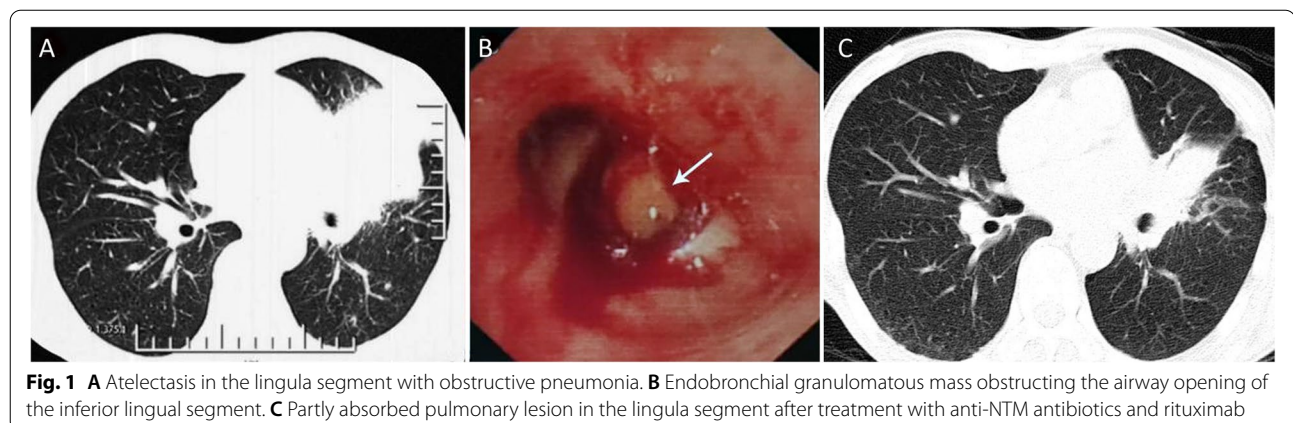 A
B
C
Fig. 1 A Atelectasis in the lingula segment with obstructive pneumonia. B Endobronchial granulomatous mass obstructing the airway opening of
the inferior lingual segment. C Partly absorbed pulmonary lesion in the lingula segment after treatment with anti-NTM antibiotics and rituximab